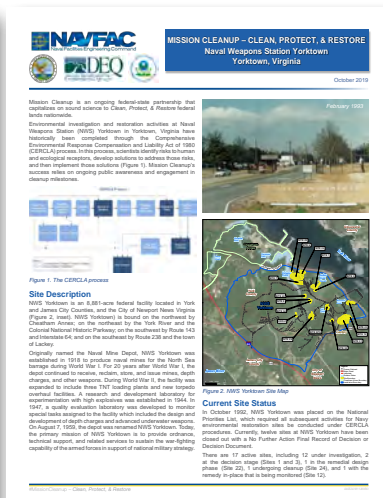 NAVFAC
Naval Facilities Engineering Command
DEQ
MISSION CLEANUP – CLEAN, PROTECT, & RESTORE
Naval Weapons Station Yorktown
Yorktown, Virginia
October 2019
Mission Cleanup is an ongoing federal-state partnership that
capitalizes on sound science to Clean, Protect, & Restore federal
lands nationwide.
Environmental investigation and restoration activities at Naval
Weapons Station (NWS) Yorktown in Yorktown, Virginia, have
historically been completed through the Comprehensive
Environmental Response Compensation and Liability Act of 1980
(CERCLA) process. In this process, scientists identify risks to human
and ecological receptors, develop solutions to address those risks,
and then implement those solutions (Figure 1). Mission Cleanup's
success relies on ongoing public awareness and engagement in
cleanup milestones.
Figure 1. The CERCLA process
Site Description
NWS Yorktown is an 8,881-acre federal facility located in York
and James City Counties, and the City of Newport News Virginia
(Figure 2, inset). NWS Yorktown is bound on the northwest by
Cheatham Annex; on the northeast by the York River and the
Colonial National Historic Parkway; on the southwest by Route 143
and Interstate 64; and on the southeast by Route 238 and the town
of Lackey.
Originally named the Naval Mine Depot, NWS Yorktown was
established in 1918 to produce naval mines for the North Sea
barrage during World War I. For 20 years after World War I, the
depot continued to receive, reclaim, store, and issue mines, depth
charges, and other weapons. During World War II, the facility was
expanded to include three TNT loading plants and new torpedo
overhaul facilities. A research and development laboratory for
experimentation with high explosives was established in 1944. In
1947, a quality evaluation laboratory was developed to monitor
special tasks assigned to the facility which included the design and
development of depth charges and advanced underwater weapons.
On August 7, 1959, the depot was renamed NWS Yorktown. Today,
the primary mission of NWS Yorktown is to provide ordnance,
technical support, and related services to sustain the war-fighting
capability of the armed forces in support of national military strategy.
February 1993
Figure 2. NWS Yorktown Site Map
Current Site Status
In October 1992, NWS Yorktown was placed on the National
Priorities List, which required all subsequent activities for Navy
environmental restoration sites be conducted under CERCLA
procedures. Currently, twelve sites at NWS Yorktown have been
closed out with a No Further Action Final Record of Decision or
Decision Document.
There are 17 active sites, including 12 under investigation, 2
at the decision stage (Sites 1 and 3), 1 in the remedial design
phase (Site 22), 1 undergoing cleanup (Site 24), and 1 with the
remedy in-place that is being monitored (Site 12).
MissionCleanup – Clean, Protect, & Restore